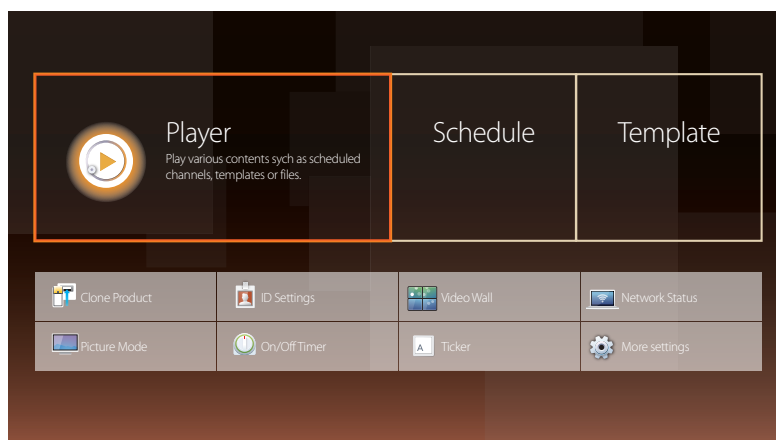 Player
Play various contents sych as scheduled
channels, templates or files.
Schedule
Template
Clone Product
ID Settings
Video Wall
Network Status
Picture Mode
On/Off Timer
A
Ticker
More settings